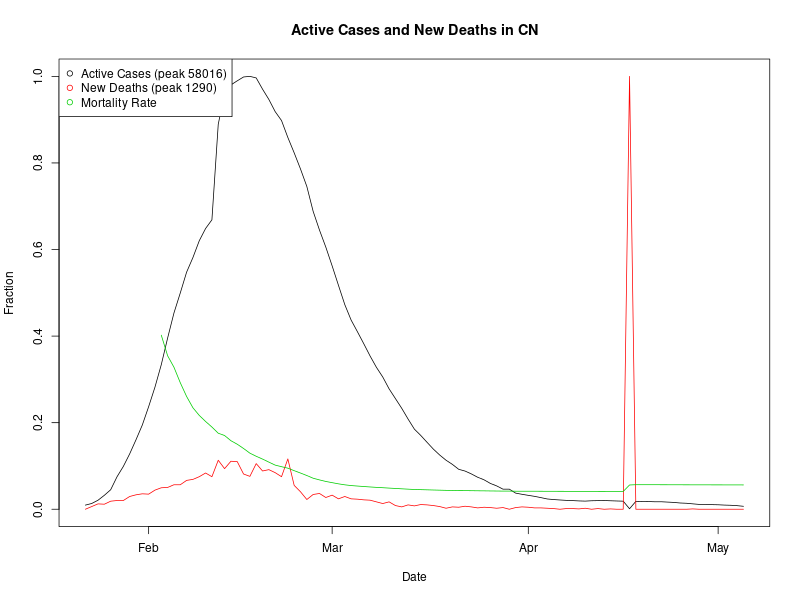 Active Cases and New Deaths in CN
Active Cases (peak 58016)
New Deaths (peak 1290)
Mortality Rate
Fraction
1.0
0.8
0.6
0.4
0.2
0.0
Feb Mar Apr May
Date